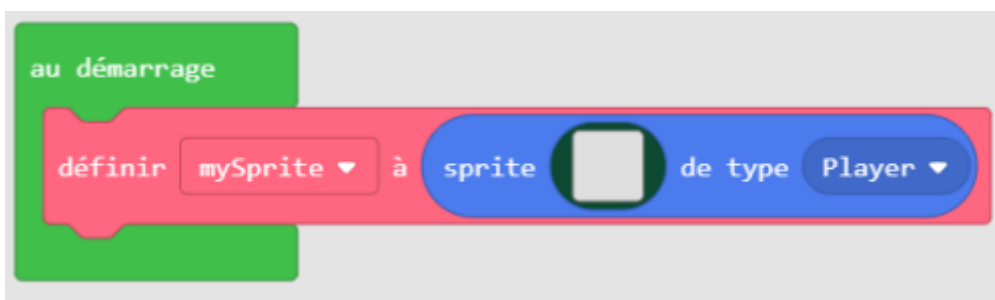 au démarrage
définir mySprite à sprite de type Player